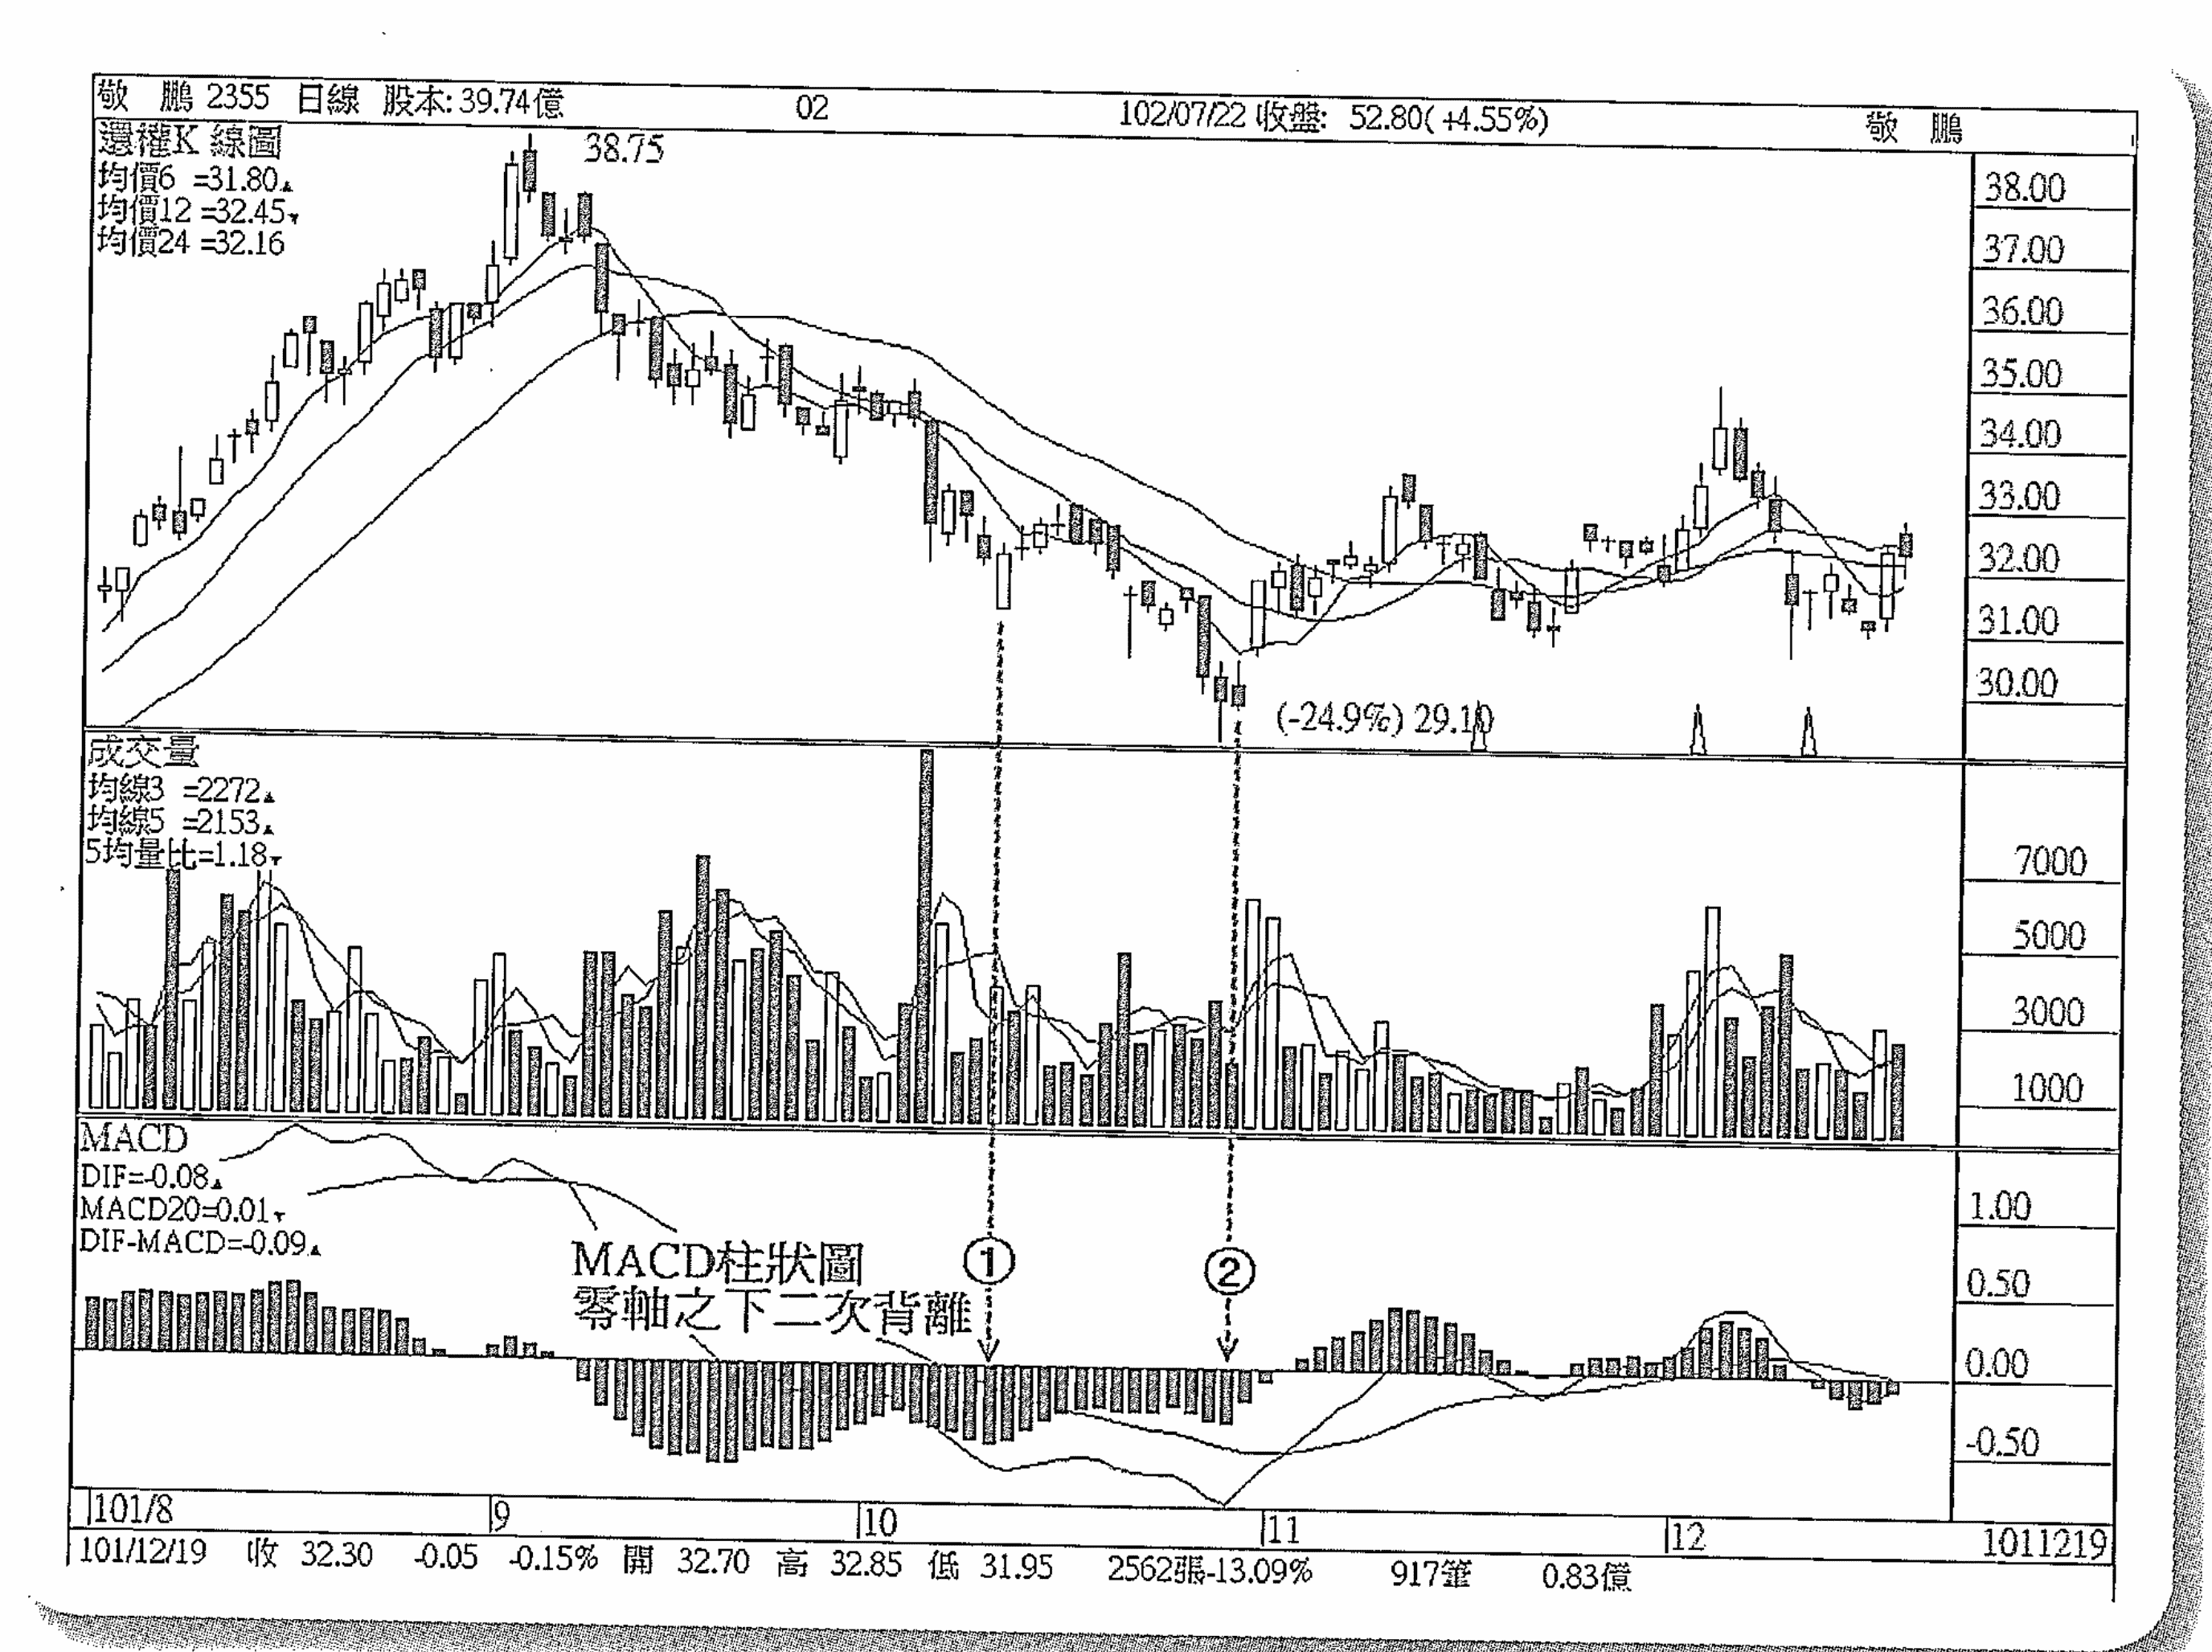 敬 鵬 2355 日線 股本:39.74億 02 102/07/22 收盤: 52.80(+4.55%) 敬 鵬
還權K 線圖
均價6 =31.80▲
均價12 =32.45▼
均價24 =32.16
38.75
38.00
37.00
36.00
35.00
34.00
33.00
32.00
31.00
30.00
(-24.9%) 29.10
成交量
均線3 =2272▲
均線5 =2153▲
5均量比=1.18▼
7000
5000
3000
1000
MACD
DIF=-0.08▲
MACD20=0.01▼
DIF-MACD=-0.09▲
MACD柱狀圖
零軸之下二次背離
①
②
1.00
0.50
0.00
-0.50
101/8 9 10 11 12 1011219
101/12/19 收 32.30 -0.05 -0.15% 開 32.70 高 32.85 低 31.95 2562張-13.09% 917筆 0.83億